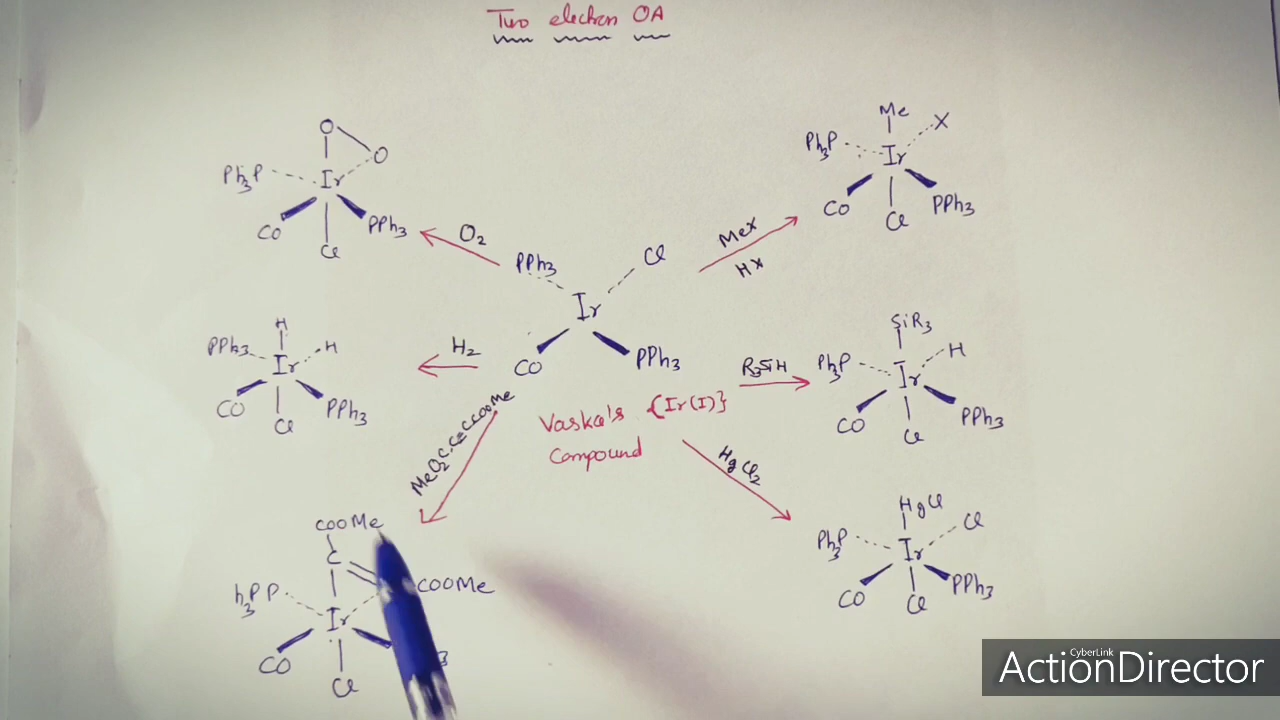 Two electron OA
O
O
Ph3P
Ir
CO
PPh3
Cl
O2
Me
X
Ph3P
Ir
CO
Cl
PPh3
MeX
HX
PPh3
Cl
Ir
CO
PPh3
Vaska's {Ir(I)}
Compound
H
PPh3
Ir
H
CO
PPh3
Cl
H2
SiR3
H
Ph3P
Ir
CO
PPh3
Cl
R3SiH
COOMe
C
COOMe
h3PP
Ir
CO
3
Cl
HgCl
Cl
Ph3P
Ir
CO
PPh3
Cl
HgCl2
CyberLink
ActionDirector